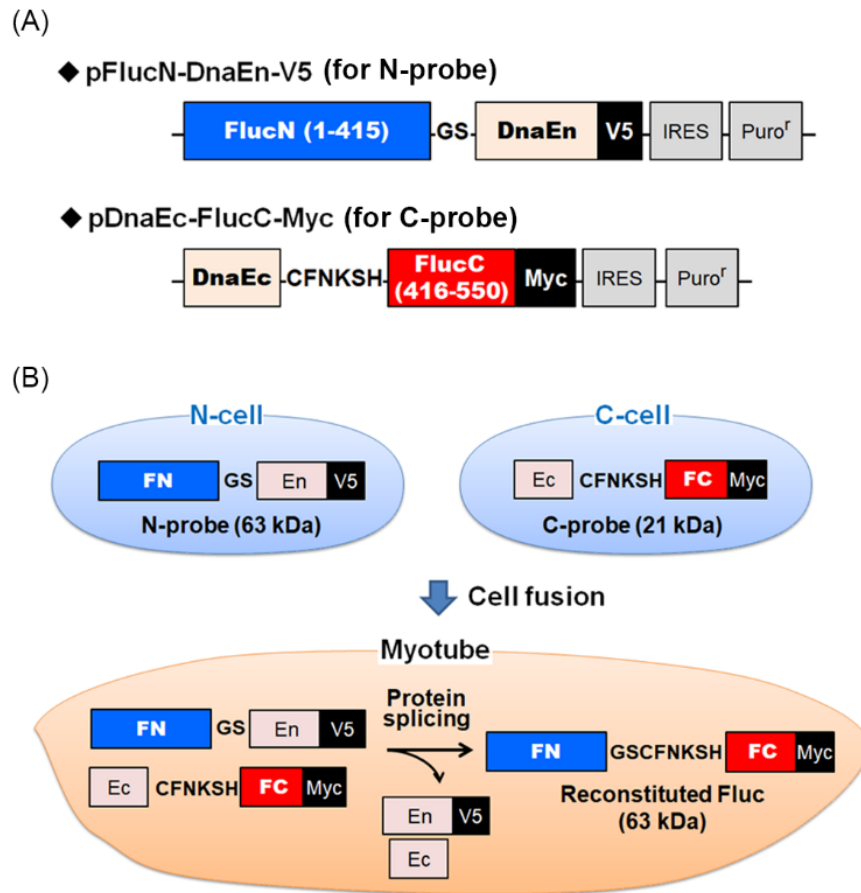 (A)
◆ pFlucN-DnaEn-V5 (for N-probe)
FlucN (1-415) GS DnaEn V5 IRES Puroʳ
◆ pDnaEc-FlucC-Myc (for C-probe)
DnaEc CFNKSH FlucC (416-550) Myc IRES Puroʳ
(B)
N-cell C-cell
FN GS En V5 Ec CFNKSH FC Myc
N-probe (63 kDa) C-probe (21 kDa)
Cell fusion
Myotube
Protein splicing
FN GS En V5
FN GSCFNKSH FC Myc
Ec CFNKSH FC Myc
Reconstituted Fluc
(63 kDa)
En V5
Ec